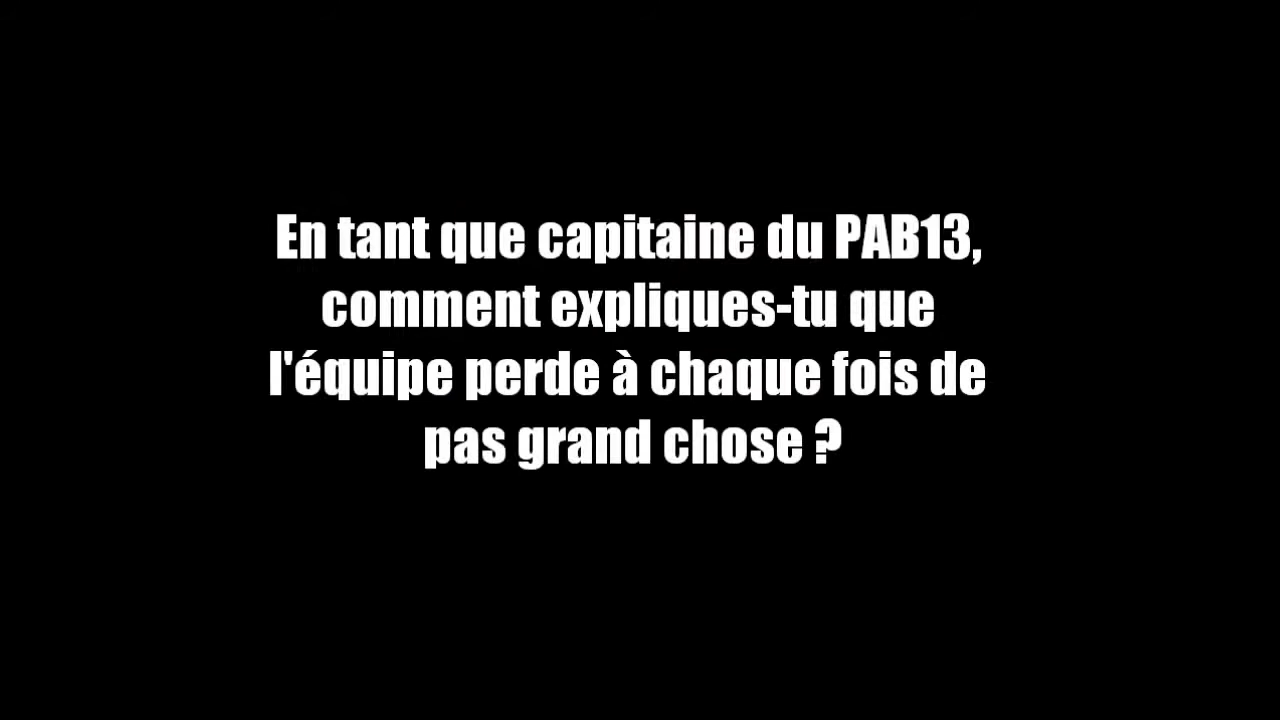 En tant que capitaine du PAB13,
comment expliques-tu que
l'équipe perde à chaque fois de
pas grand chose ?